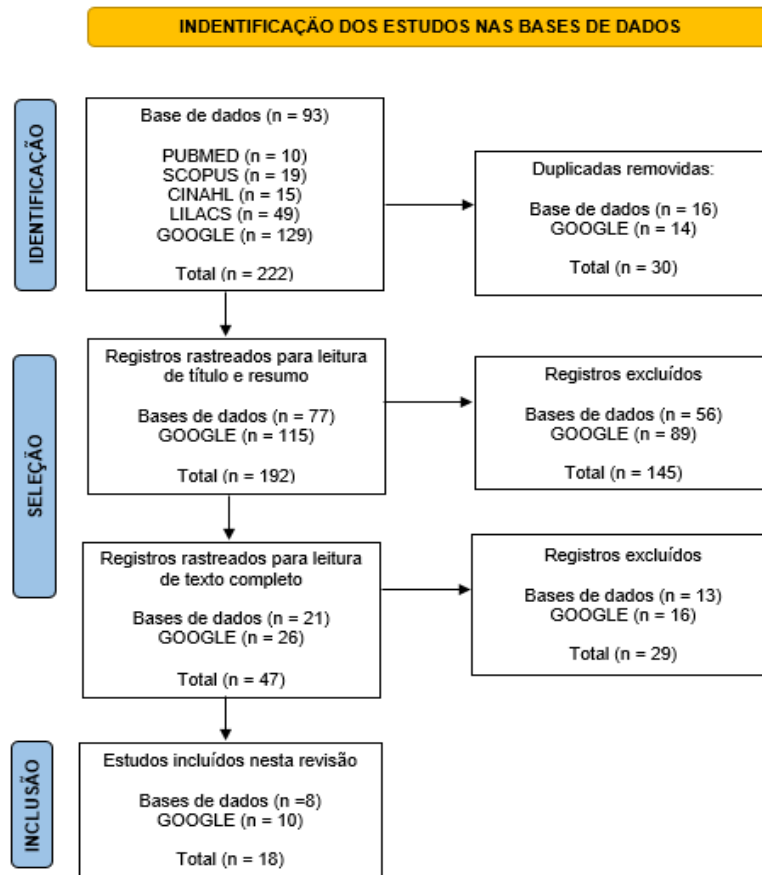 INDENTIFICAÇÃO DOS ESTUDOS NAS BASES DE DADOS
IDENTIFICAÇÃO
Base de dados (n = 93)
PUBMED (n = 10)
SCOPUS (n = 19)
CINAHL (n = 15)
LILACS (n = 49)
GOOGLE (n = 129)
Total (n = 222)
Duplicadas removidas:
Base de dados (n = 16)
GOOGLE (n = 14)
Total (n = 30)
SELEÇÃO
Registros rastreados para leitura
de título e resumo
Bases de dados (n = 77)
GOOGLE (n = 115)
Total (n = 192)
Registros excluídos
Bases de dados (n = 56)
GOOGLE (n = 89)
Total (n = 145)
Registros rastreados para leitura
de texto completo
Bases de dados (n = 21)
GOOGLE (n = 26)
Total (n = 47)
Registros excluídos
Bases de dados (n = 13)
GOOGLE (n = 16)
Total (n = 29)
INCLUSÃO
Estudos incluídos nesta revisão
Bases de dados (n =8)
GOOGLE (n = 10)
Total (n = 18)